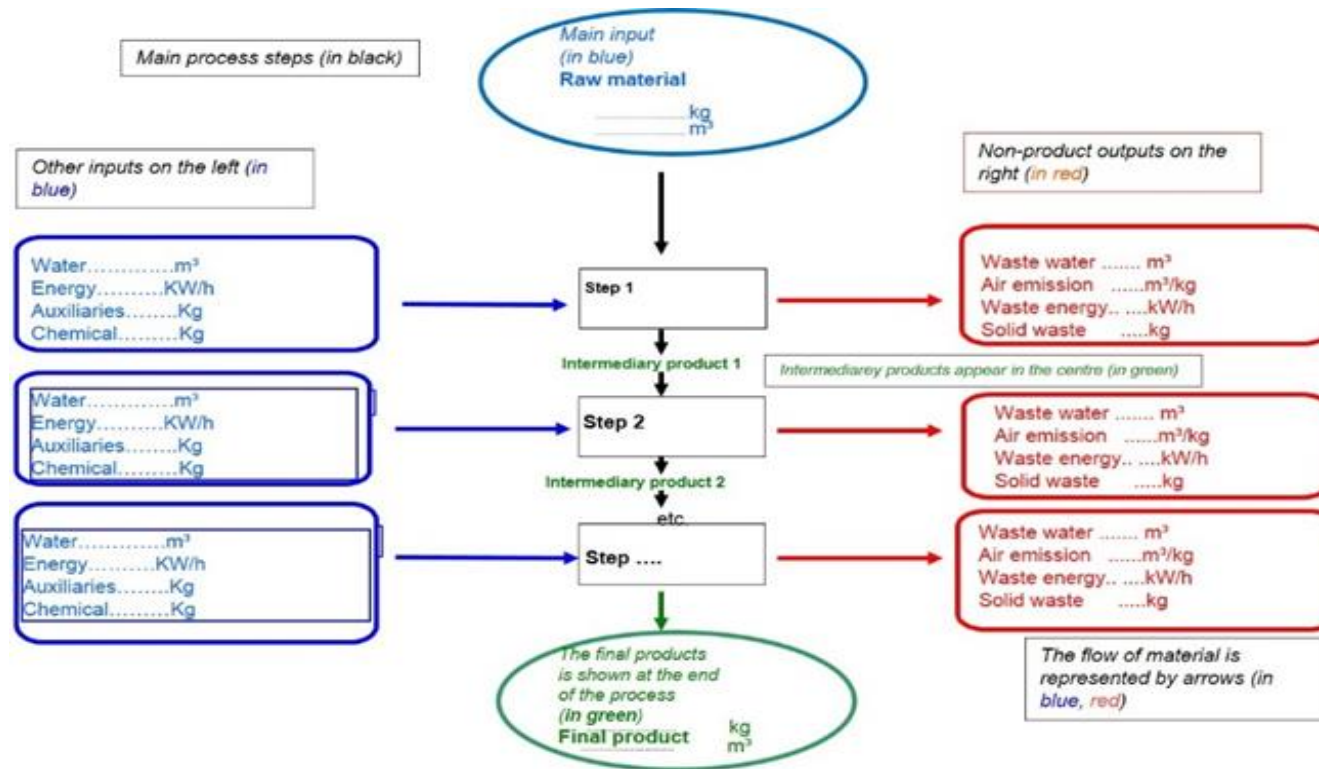 Main process steps (in black)
Main input
(in blue)
Raw material
kg
m³
Other inputs on the left (in
blue)
Non-product outputs on the
right (in red)
Water.............m³
Energy..........KW/h
Auxiliaries........Kg
Chemical.........Kg
Step 1
Waste water ....... m³
Air emission ......m³/kg
Waste energy.. ....kW/h
Solid waste .....kg
Intermediary product 1
Intermediarey products appear in the centre (in green)
Water.............m³
Energy..........KW/h
Auxiliaries........Kg
Chemical.........Kg
Step 2
Waste water ....... m³
Air emission ......m³/kg
Waste energy.. ....kW/h
Solid waste .....kg
Intermediary product 2
etc.
Water.............m³
Energy..........KW/h
Auxiliaries........Kg
Chemical.........Kg
Step ....
Waste water ....... m³
Air emission ......m³/kg
Waste energy.. ....kW/h
Solid waste .....kg
The final products
is shown at the end
of the process
(in green)
Final product
kg
m³
The flow of material is
represented by arrows (in
blue, red)